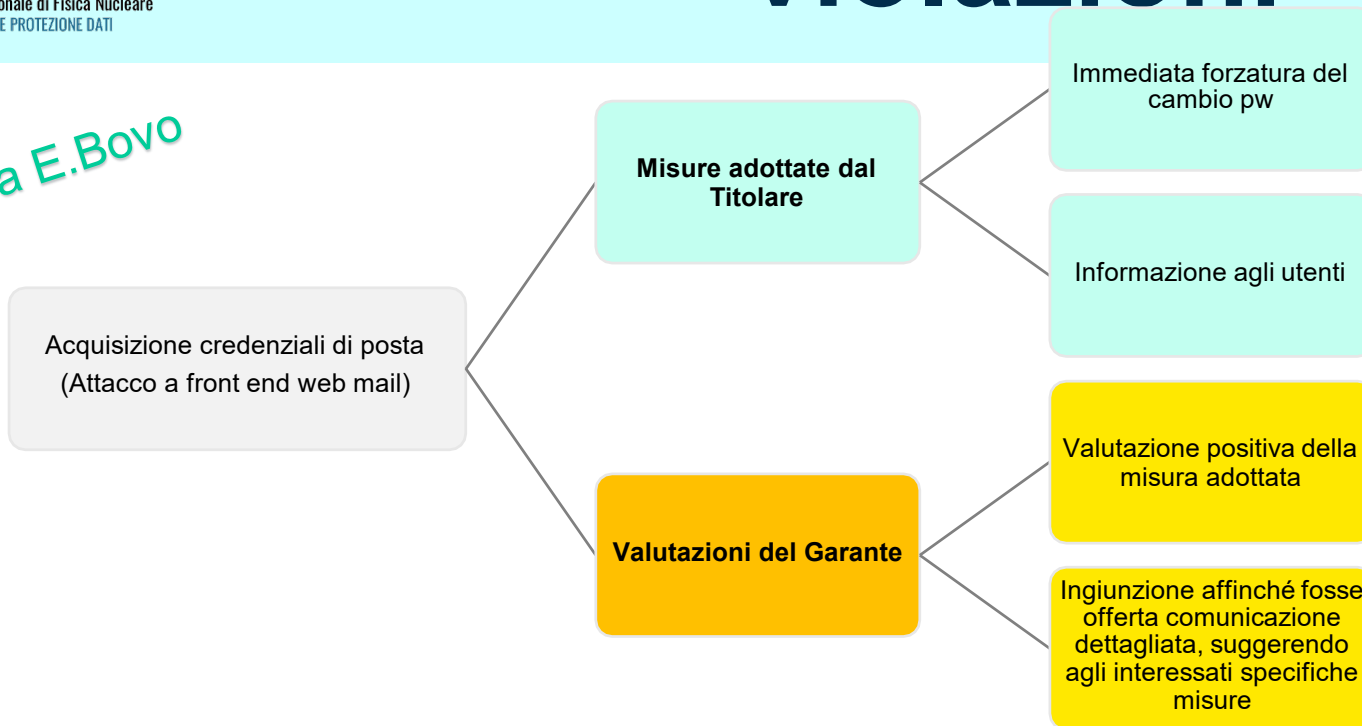 Fisica Nucleare
E PROTEZIONE DATI
E.Bovo
Acquisizione credenziali di posta
(Attacco a front end web mail)
Misure adottate dal
Titolare
Immediata forzatura del
cambio pw
Informazione agli utenti
Valutazioni del Garante
Valutazione positiva della
misura adottata
Ingiunzione affinché fosse
offerta comunicazione
dettagliata, suggerendo
agli interessati specifiche
misure